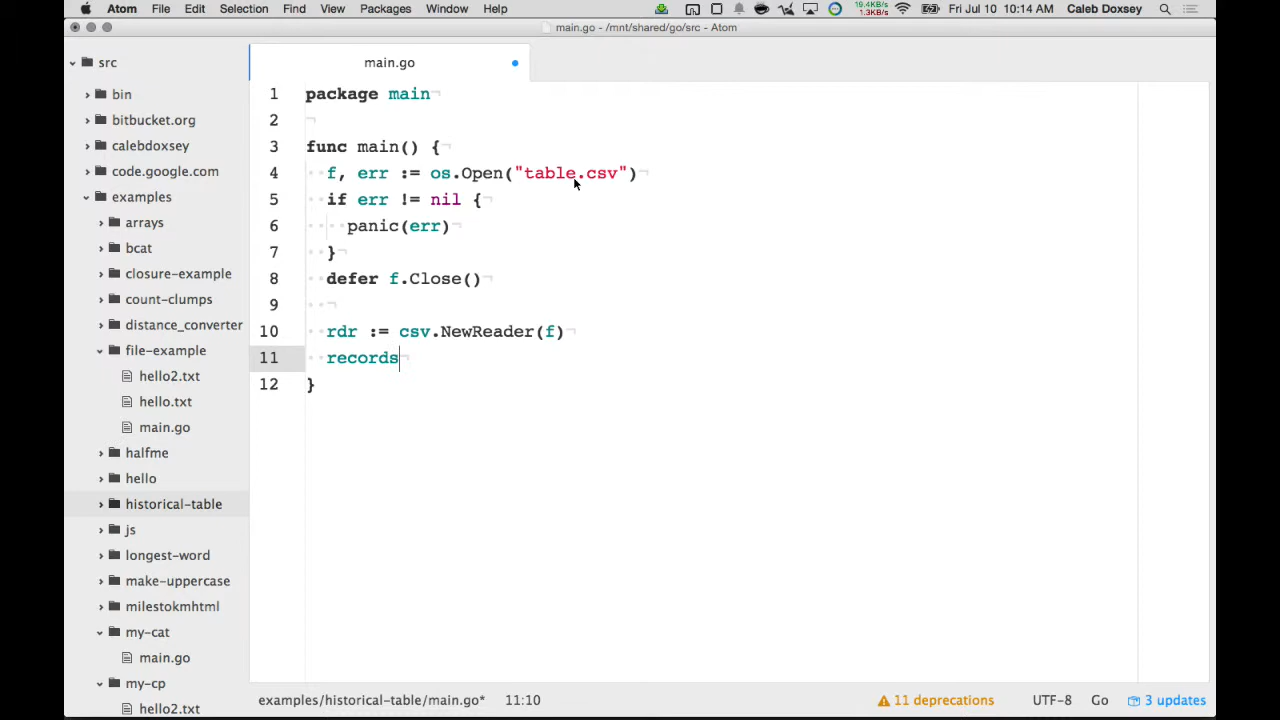 Atom File Edit Selection Find View Packages Window Help 19.4KB/s 1.3KB/s Fri Jul 10 10:14 AM Caleb Doxsey
main.go - /mnt/shared/go/src - Atom
src
bin
bitbucket.org
calebdoxsey
code.google.com
examples
arrays
bcat
closure-example
count-clumps
distance_converter
file-example
hello2.txt
hello.txt
main.go
halfme
hello
historical-table
js
longest-word
make-uppercase
milestokmhtml
my-cat
main.go
my-cp
hello2.txt
main.go
1 package main
2
3 func main() {
4 f, err := os.Open("table.csv")
5 if err != nil {
6 panic(err)
7 }
8 defer f.Close()
9
10 rdr := csv.NewReader(f)
11 records
12 }
examples/historical-table/main.go* 11:10 11 deprecations UTF-8 Go 3 updates